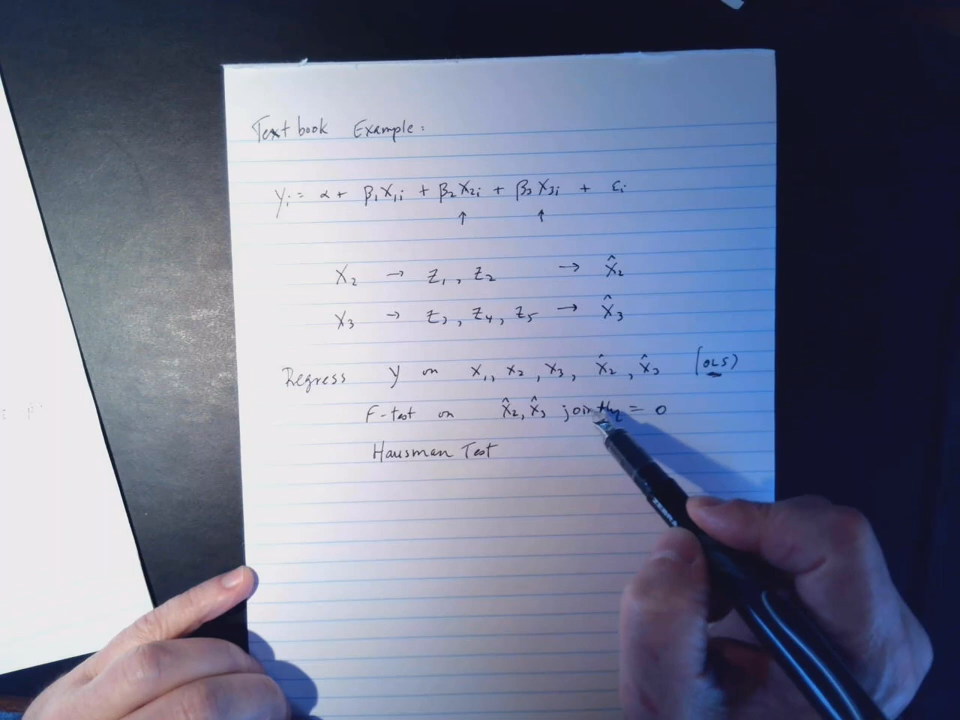 Textbook Example:
Yᵢ = α + β₁X₁ᵢ + β₂X₂ᵢ + β₃X₃ᵢ + εᵢ
↑ ↑
X₂ → Z₁, Z₂ → X̂₂
X₃ → Z₃, Z₄, Z₅ → X̂₃
Regress Y on X₁, X₂, X₃, X̂₂, X̂₃ (OLS)
F-test on X̂₂, X̂₃ jointly = 0
Hausman Test